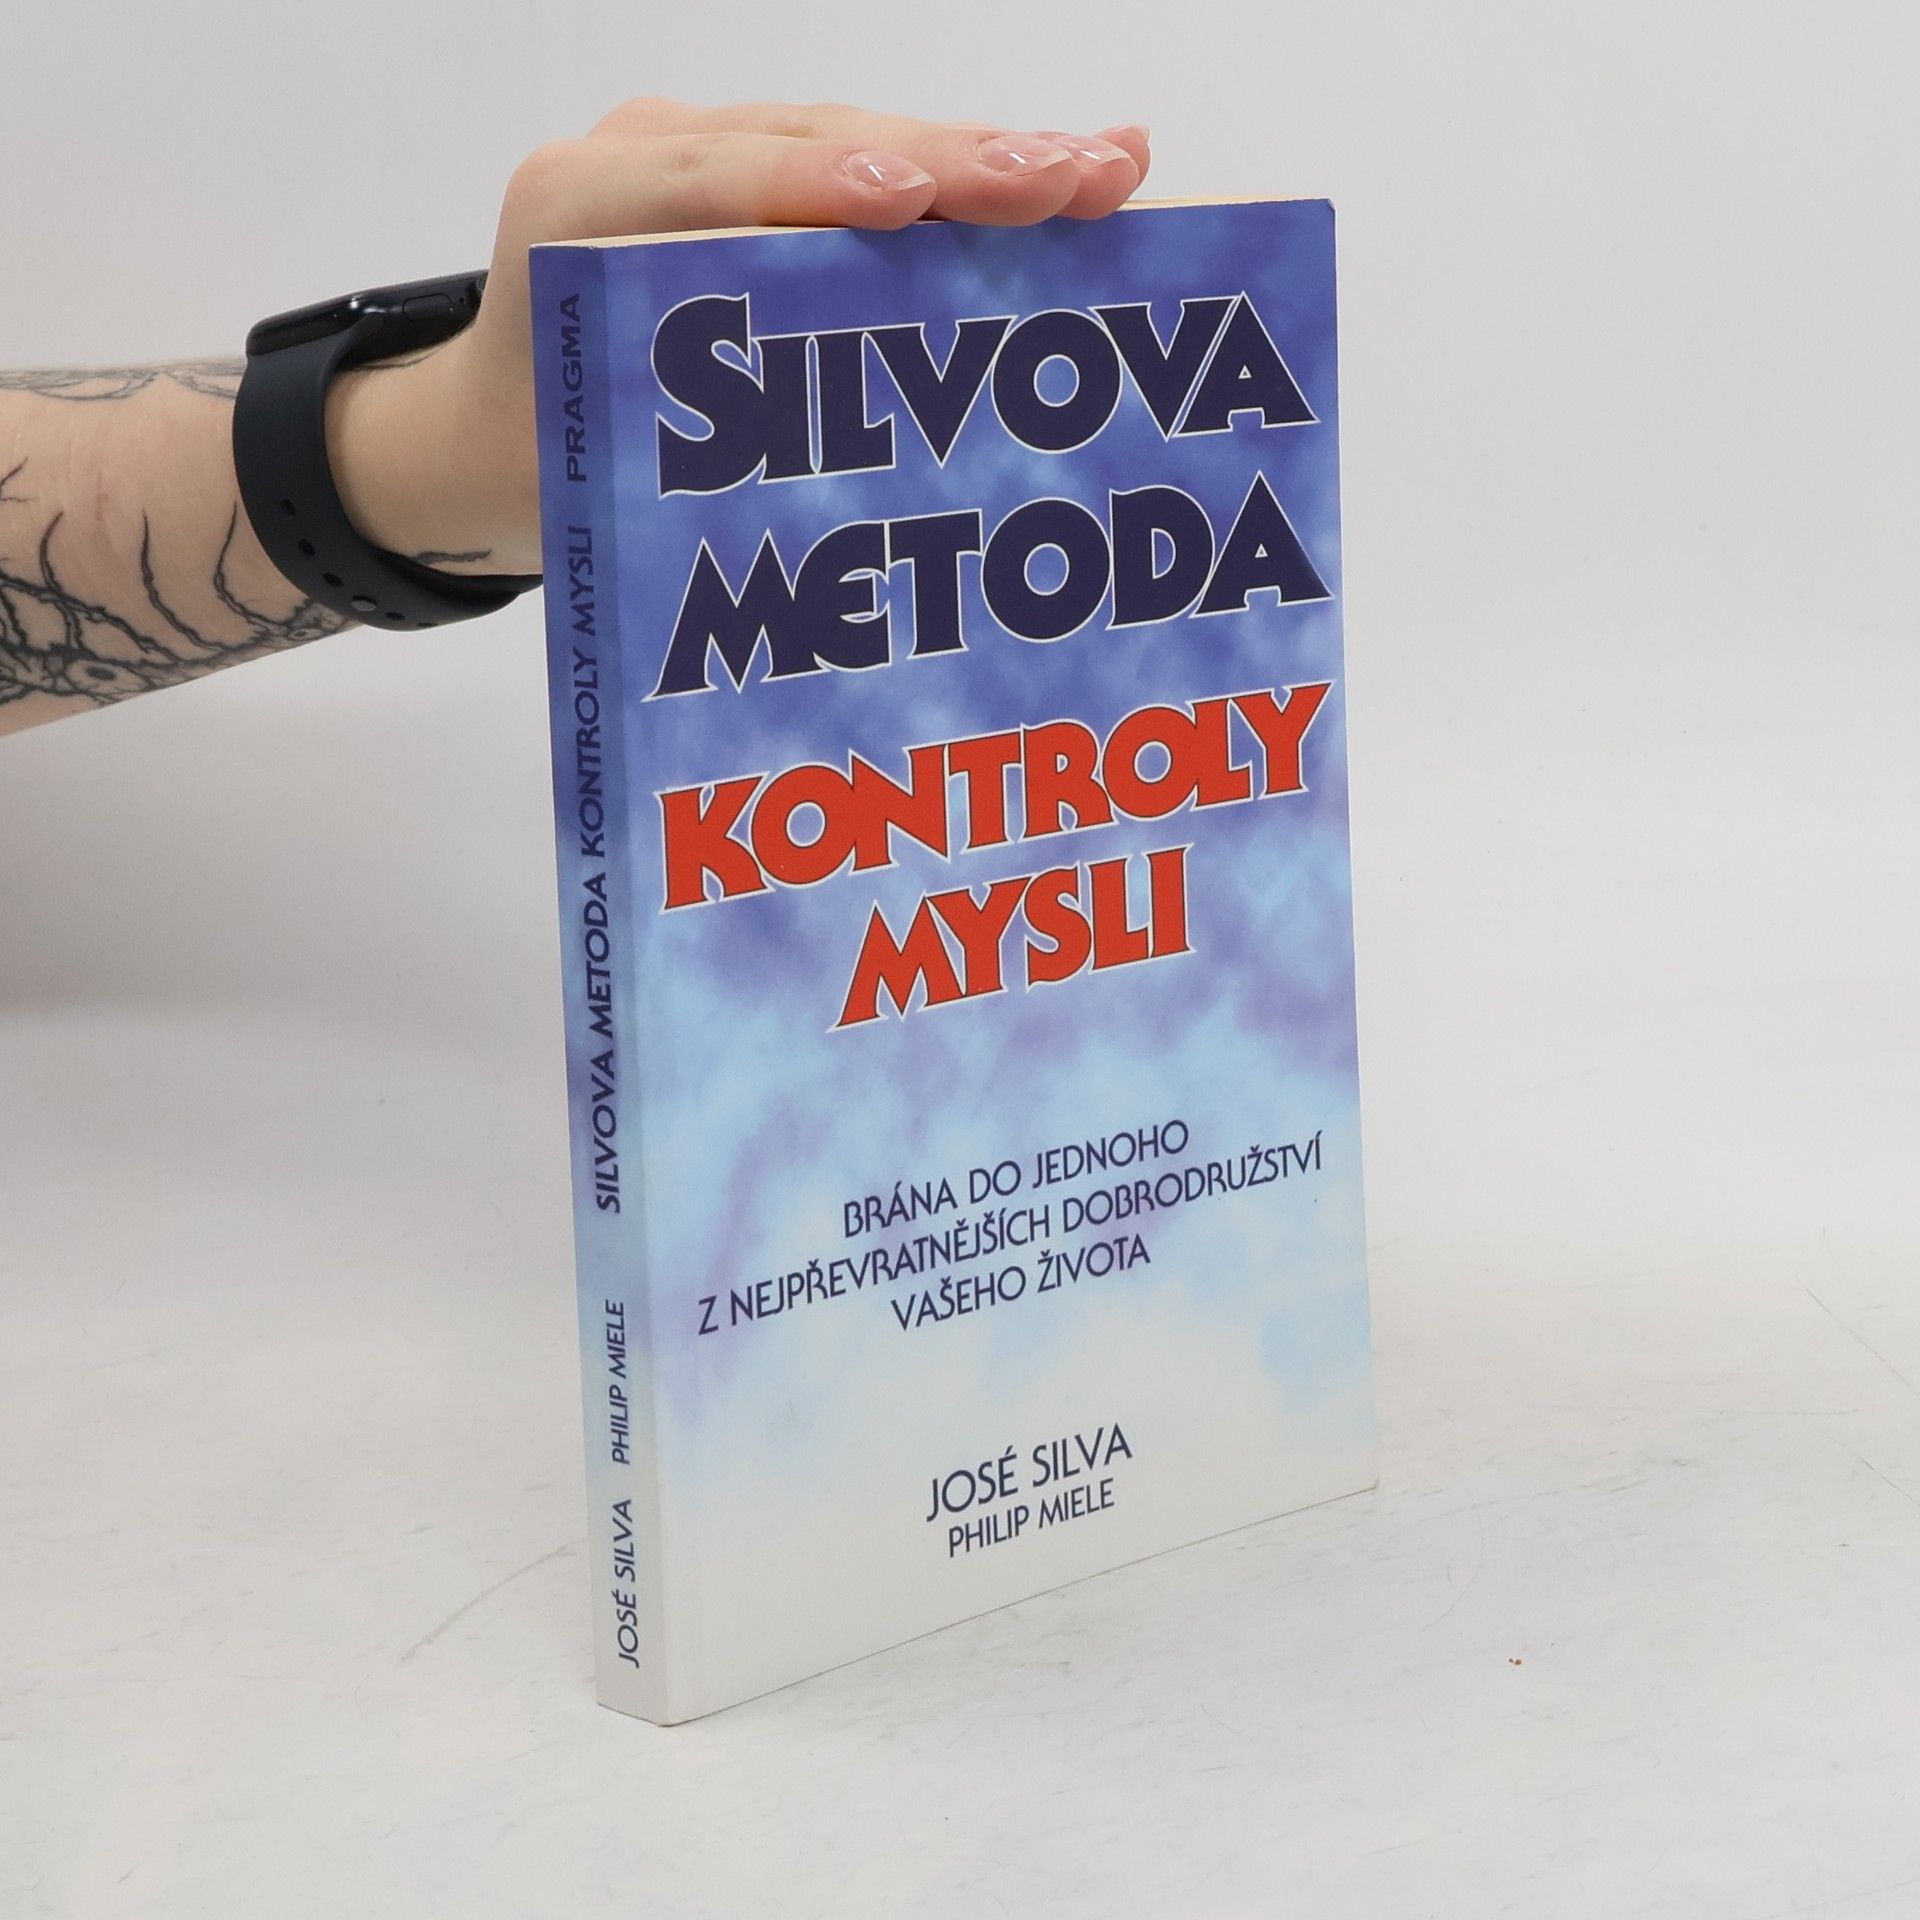 SILVOVA
METODA
KONTROLY
MYSLI
BRÁNA DO JEDNOHO
Z NEJPŘEVRATNĚJŠÍCH DOBRODRUŽSTVÍ
VAŠEHO ŽIVOTA
JOSÉ SILVA
PHILIP MIELE
JOSÉ SILVA PHILIP MIELE SILVOVA METODA KONTROLY MYSLI PRAGMA